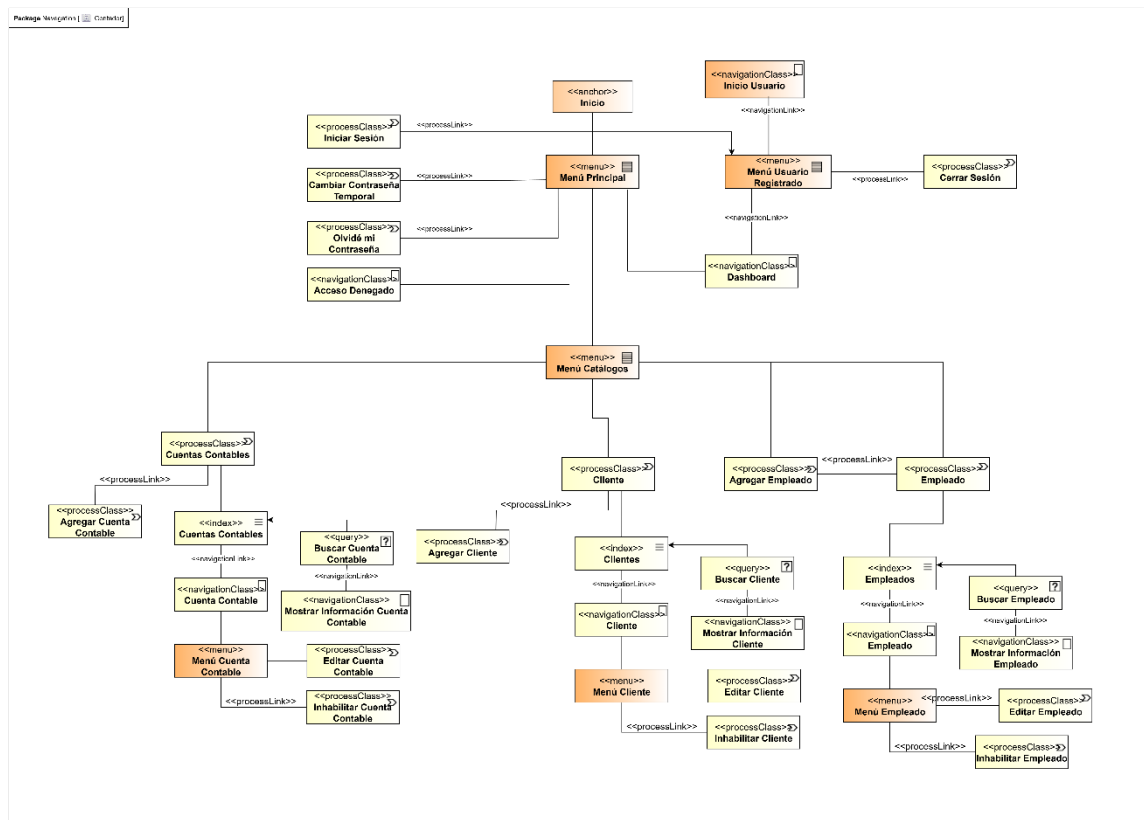 Package Navegation [ Contador]
<<navigationClass>>
Inicio Usuario
<<navigationLink>>
<<anchor>>
Inicio
<<processClass>>
Iniciar Sesión
<<processLink>>
<<menu>>
Menú Principal
<<menu>>
Menú Usuario
Registrado
<<processLink>>
<<processClass>>
Cerrar Sesión
<<processClass>>
Cambiar Contraseña
Temporal
<<processLink>>
<<processClass>>
Olvidé mi
Contraseña
<<processLink>>
<<navigationLink>>
<<navigationClass>>
Acceso Denegado
<<navigationClass>>
Dashboard
<<menu>>
Menú Catálogos
<<processClass>>
Cuentas Contables
<<processLink>>
<<processClass>>
Agregar Cuenta
Contable
<<index>>
Cuentas Contables
<<navigationLink>>
<<query>>
Buscar Cuenta
Contable
<<navigationLink>>
<<navigationClass>>
Cuenta Contable
<<navigationClass>>
Mostrar Información Cuenta
Contable
<<menu>>
Menú Cuenta
Contable
<<processClass>>
Editar Cuenta
Contable
<<processLink>>
<<processClass>>
Inhabilitar Cuenta
Contable
<<processClass>>
Cliente
<<processLink>>
<<processClass>>
Agregar Cliente
<<index>>
Clientes
<<navigationLink>>
<<query>>
Buscar Cliente
<<navigationLink>>
<<navigationClass>>
Cliente
<<navigationClass>>
Mostrar Información
Cliente
<<menu>>
Menú Cliente
<<processClass>>
Editar Cliente
<<processLink>>
<<processClass>>
Inhabilitar Cliente
<<processClass>>
Agregar Empleado
<<processLink>>
<<processClass>>
Empleado
<<index>>
Empleados
<<navigationLink>>
<<query>>
Buscar Empleado
<<navigationLink>>
<<navigationClass>>
Empleado
<<navigationClass>>
Mostrar Información
Empleado
<<menu>>
Menú Empleado
<<processLink>>
<<processClass>>
Editar Empleado
<<processLink>>
<<processClass>>
Inhabilitar Empleado